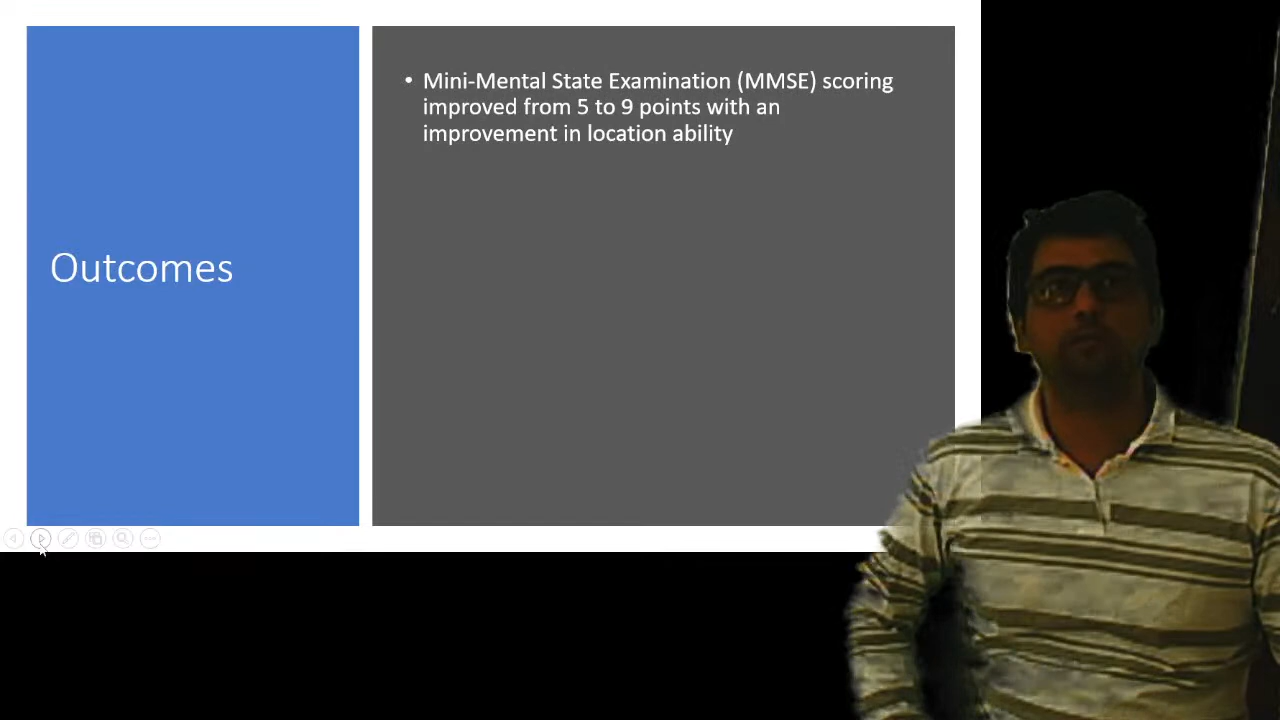 Outcomes
• Mini-Mental State Examination (MMSE) scoring
improved from 5 to 9 points with an
improvement in location ability